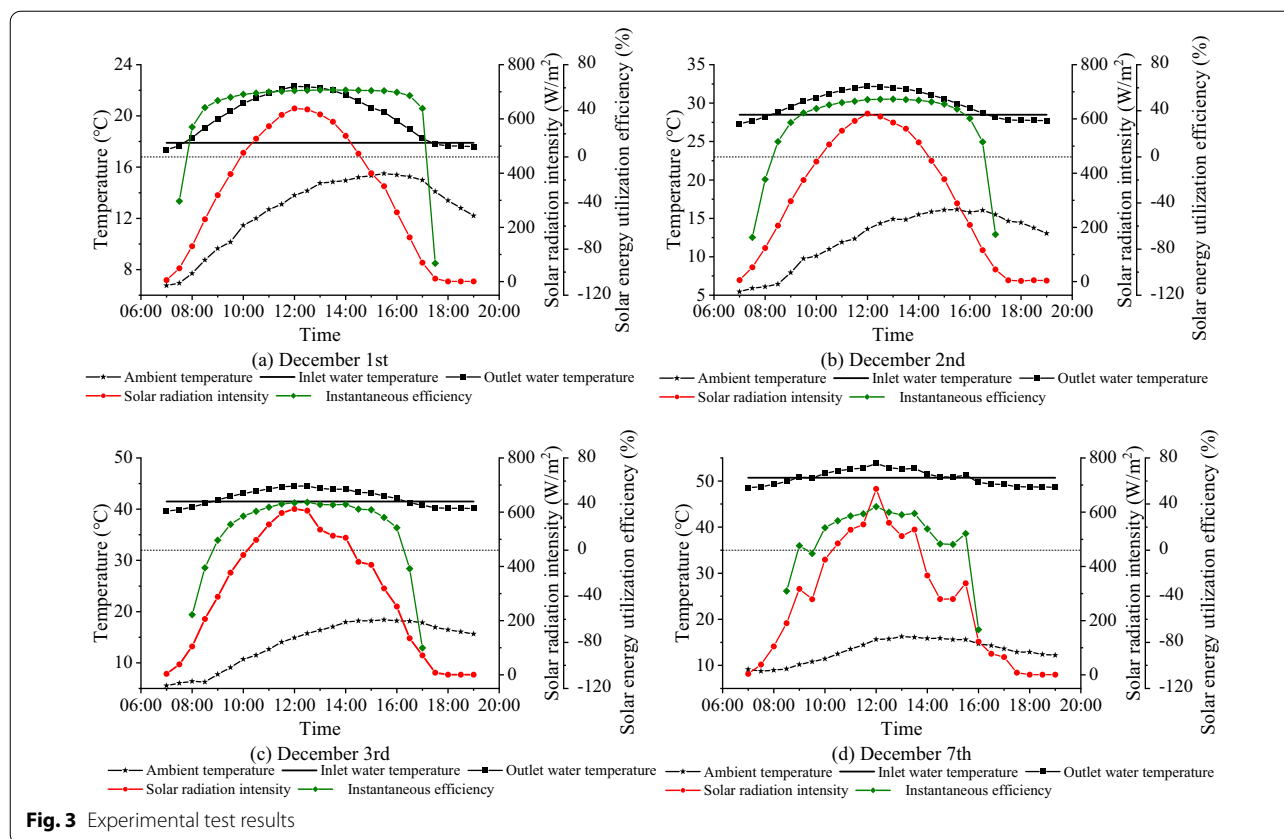 24
20
16
12
8
Temperature (°C)
800
600
400
200
0
Solar radiation intensity (W/m²)
80
40
0
-40
-80
-120
Solar energy utilization efficiency (%)
06:00 08:00 10:00 12:00 14:00 16:00 18:00 20:00
Time
(a) December 1st
Ambient temperature Inlet water temperature Outlet water temperature
Solar radiation intensity Instantaneous efficiency
35
30
25
20
15
10
5
Temperature (°C)
800
600
400
200
0
Solar radiation intensity (W/m²)
80
40
0
-40
-80
-120
Solar energy utilization efficiency (%)
06:00 08:00 10:00 12:00 14:00 16:00 18:00 20:00
Time
(b) December 2nd
Ambient temperature Inlet water temperature Outlet water temperature
Solar radiation intensity Instantaneous efficiency
50
40
30
20
10
Temperature (°C)
800
600
400
200
0
Solar radiation intensity (W/m²)
80
40
0
-40
-80
-120
Solar energy utilization efficiency (%)
06:00 08:00 10:00 12:00 14:00 16:00 18:00 20:00
Time
(c) December 3rd
Ambient temperature Inlet water temperature Outlet water temperature
Solar radiation intensity Instantaneous efficiency
50
40
30
20
10
Temperature (°C)
800
600
400
200
0
Solar radiation intensity (W/m²)
80
40
0
-40
-80
-120
Solar energy utilization efficiency (%)
06:00 08:00 10:00 12:00 14:00 16:00 18:00 20:00
Time
(d) December 7th
Ambient temperature Inlet water temperature Outlet water temperature
Solar radiation intensity Instantaneous efficiency
Fig. 3 Experimental test results